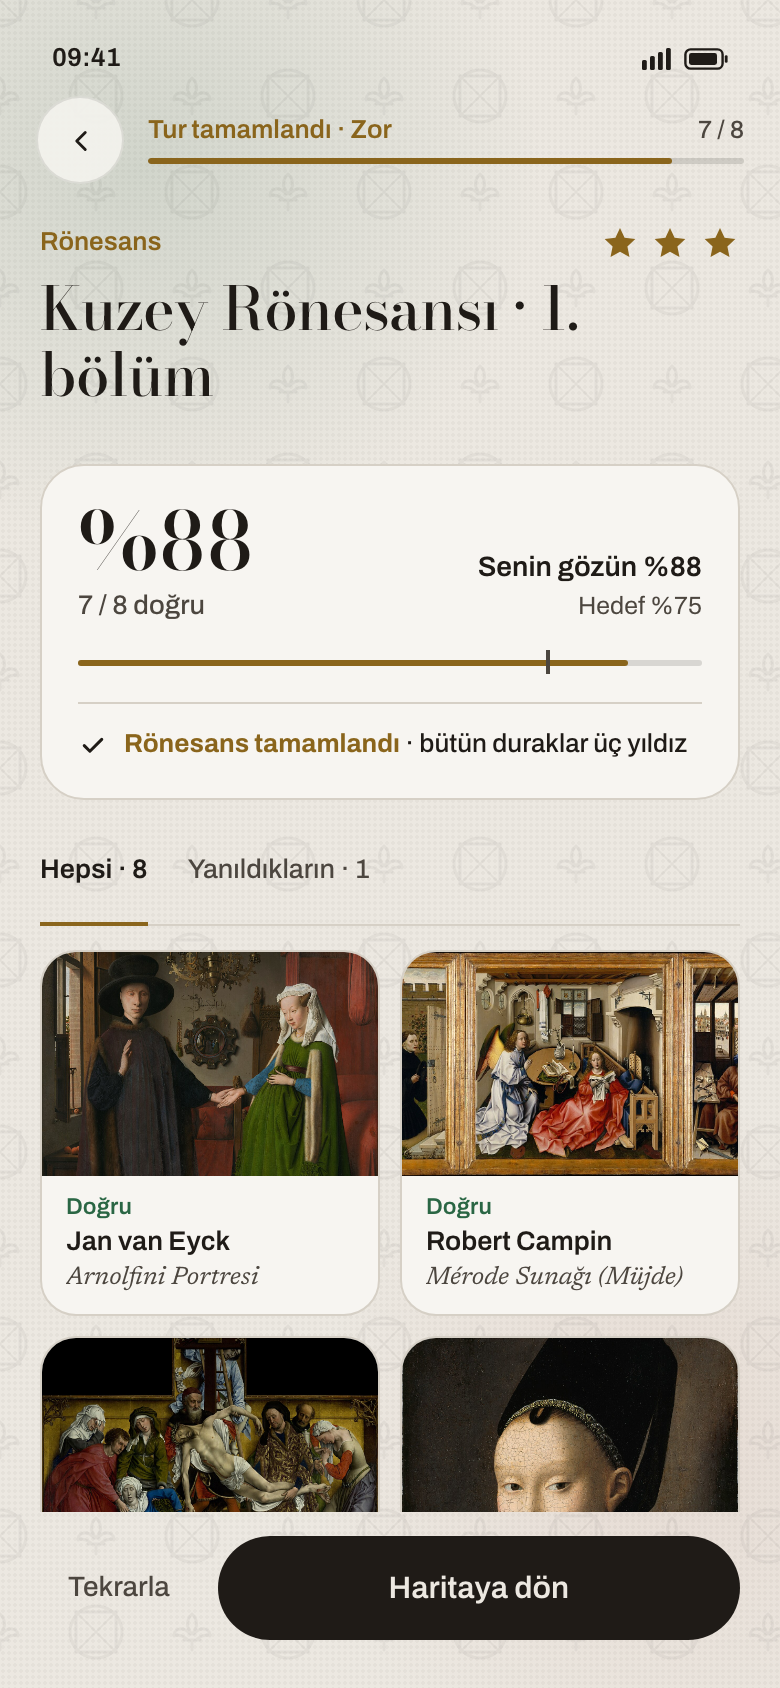 09:41
Tur tamamlandı · Zor
7 / 8
Rönesans
Kuzey Rönesansı · 1.
bölüm
%88
Senin gözün %88
7 / 8 doğru
Hedef %75
Rönesans tamamlandı · bütün duraklar üç yıldız
Hepsi · 8
Yanıldıkların · 1
Doğru
Jan van Eyck
Arnolfini Portresi
Doğru
Robert Campin
Mérode Sunağı (Müjde)
Tekrarla
Haritaya dön